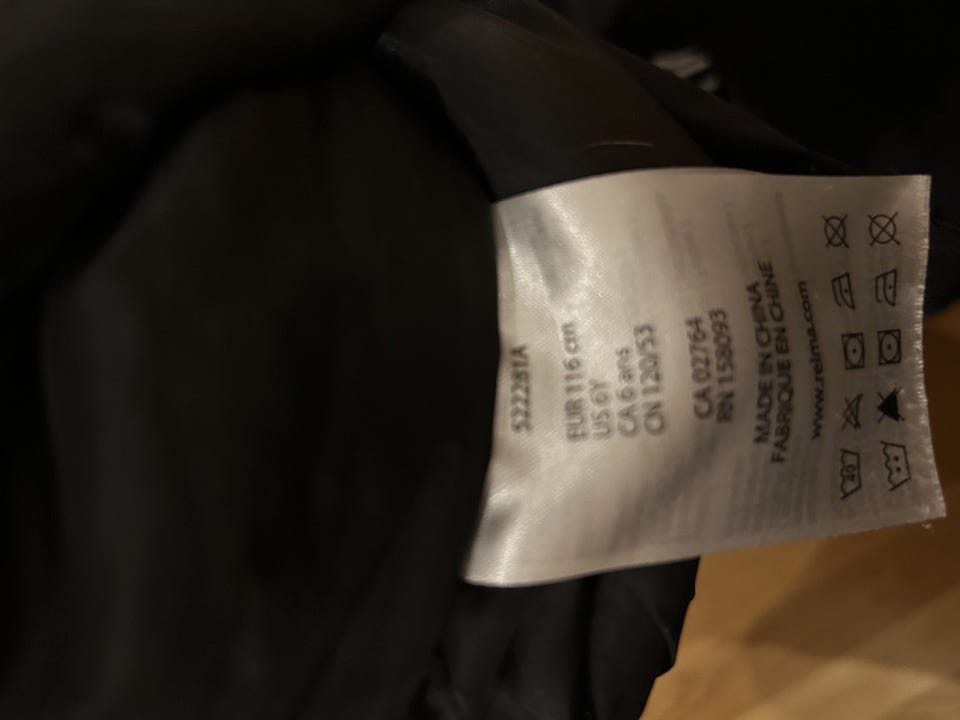 522281A
EUR 116 cm
US 6Y
CA 6 ans
CN 120/53
CA 02764
RN 158093
MADE IN CHINA
FABRIQUE EN CHINE
www.reima.com
40